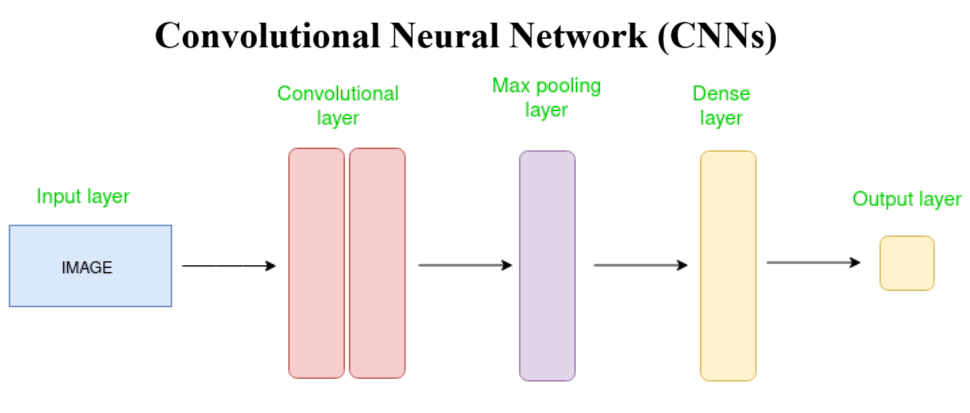 Convolutional Neural Network (CNNs)
Input layer
IMAGE
Convolutional
layer
Max pooling
layer
Dense
layer
Output layer